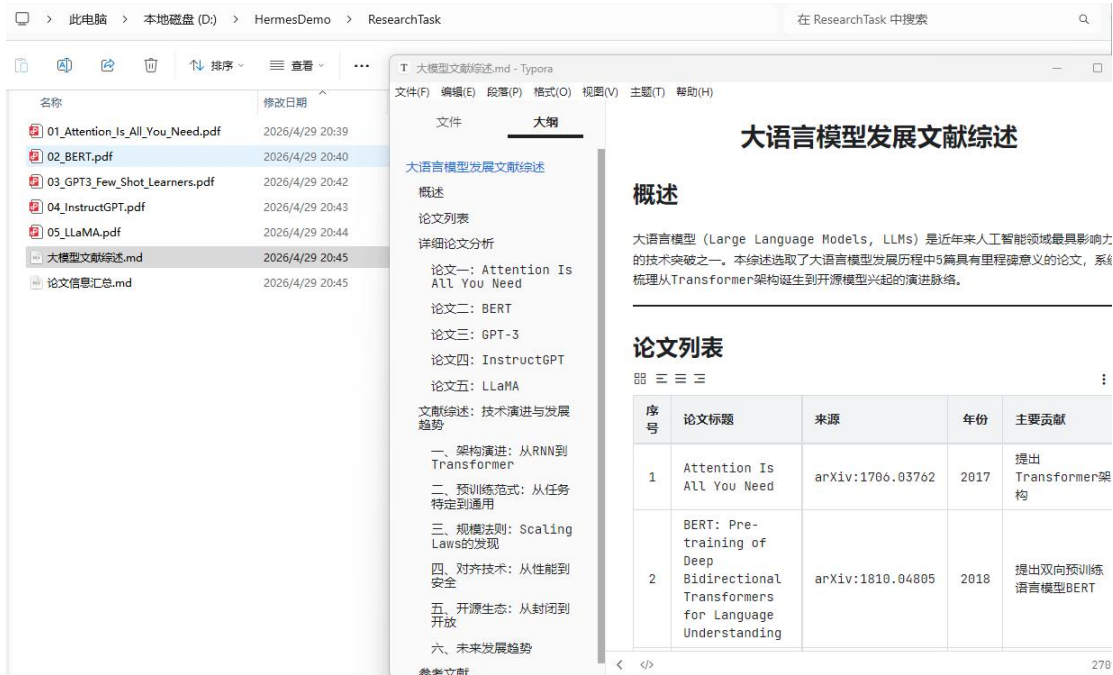 此电脑 > 本地磁盘 (D:) > HermesDemo > ResearchTask
在 ResearchTask 中搜索
排序
查看
名称
修改日期
01_Attention_Is_All_You_Need.pdf 2026/4/29 20:39
02_BERT.pdf 2026/4/29 20:40
03_GPT3_Few_Shot_Learners.pdf 2026/4/29 20:42
04_InstructGPT.pdf 2026/4/29 20:43
05_LLaMA.pdf 2026/4/29 20:44
大模型文献综述.md 2026/4/29 20:45
论文信息汇总.md 2026/4/29 20:45
大模型文献综述.md - Typora
文件(F) 编辑(E) 段落(P) 格式(O) 视图(V) 主题(T) 帮助(H)
文件
大纲
大语言模型发展文献综述
概述
论文列表
详细论文分析
论文一: Attention Is
All You Need
论文二: BERT
论文三: GPT-3
论文四: InstructGPT
论文五: LLaMA
文献综述: 技术演进与发展
趋势
一、架构演进: 从RNN到
Transformer
二、预训练范式: 从任务
特定到通用
三、规模法则: Scaling
Laws的发现
四、对齐技术: 从性能到
安全
五、开源生态: 从封闭到
开放
六、未来发展趋势
参考文献
大语言模型发展文献综述
概述
大语言模型（Large Language Models, LLMs）是近年来人工智能领域最具影响力
的技术突破之一。本综述选取了大语言模型发展历程中5篇具有里程碑意义的论文，系统
梳理从Transformer架构诞生到开源模型兴起的演进脉络。
论文列表
序
号
论文标题
来源
年份
主要贡献
1
Attention Is
All You Need
arXiv:1706.03762
2017
提出
Transformer架
构
2
BERT: Pre-
training of
Deep
Bidirectional
Transformers
for Language
Understanding
arXiv:1810.04805
2018
提出双向预训练
语言模型BERT
270